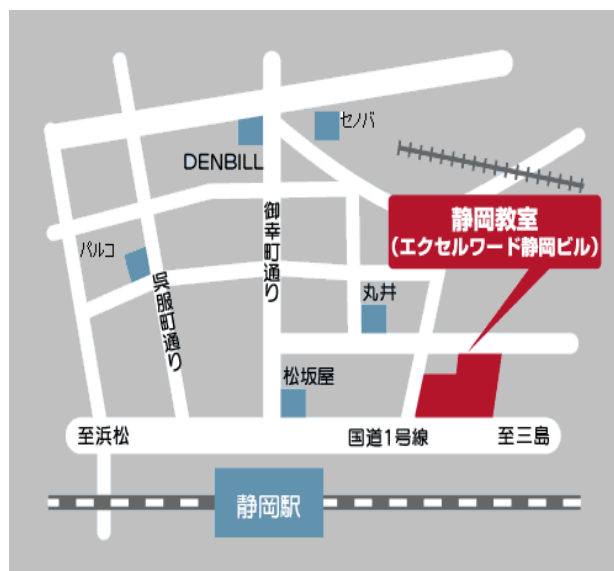 セノバ
DENBILL
静岡教室
(エクセルワード静岡ビル)
御幸町通り
パルコ
呉服町通り
丸井
松坂屋
至浜松
国道1号線
至三島
静岡駅